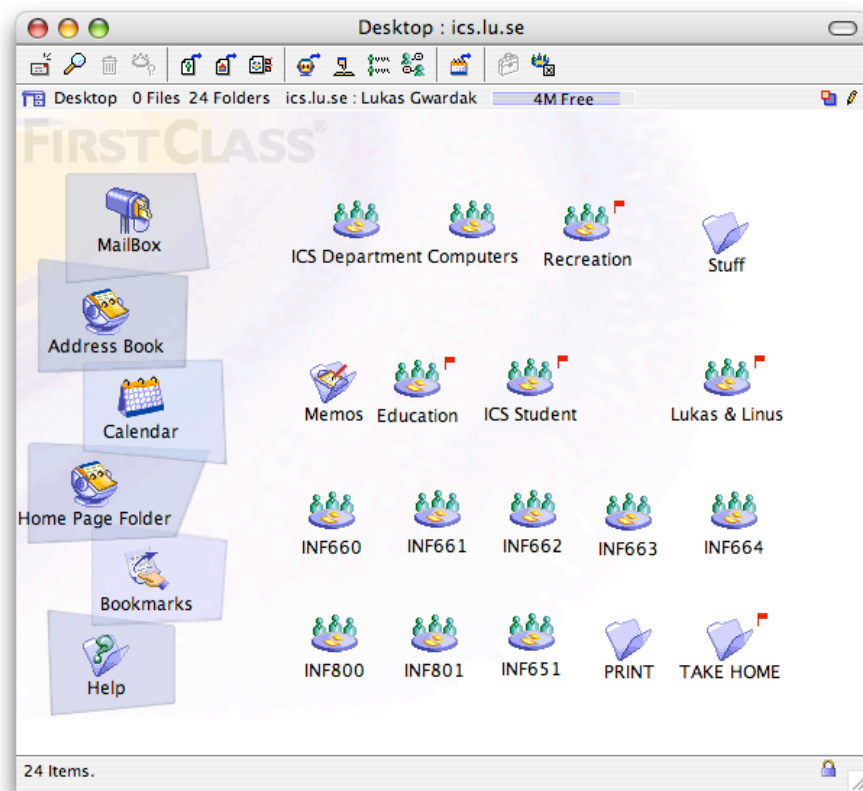 Desktop : ics.lu.se
Desktop 0 Files 24 Folders ics.lu.se : Lukas Gwardak 4M Free
FIRSTCLASS®
MailBox
ICS Department Computers Recreation Stuff
Address Book
Memos Education ICS Student Lukas & Linus
Calendar
Home Page Folder
INF660 INF661 INF662 INF663 INF664
Bookmarks
INF800 INF801 INF651 PRINT TAKE HOME
Help
24 Items.